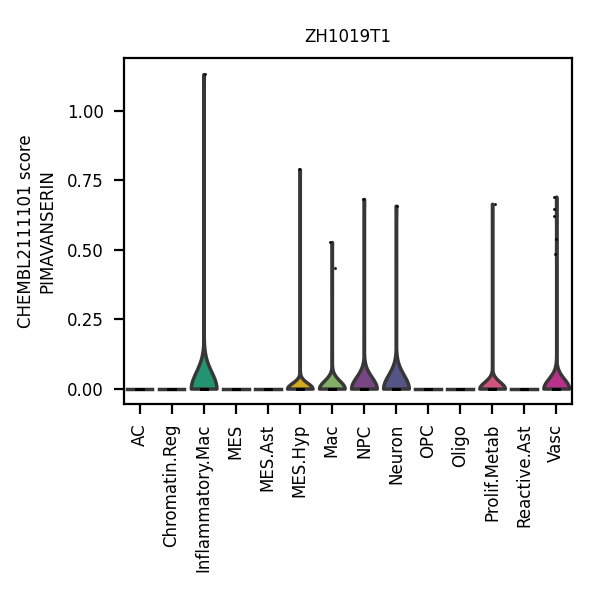 ZH1019T1
CHEMBL2111101 score
PIMAVANSERIN
1.00
0.75
0.50
0.25
0.00
AC
Chromatin.Reg
Inflammatory.Mac
MES
MES.Ast
MES.Hyp
Mac
NPC
Neuron
OPC
Oligo
Prolif.Metab
Reactive.Ast
Vasc